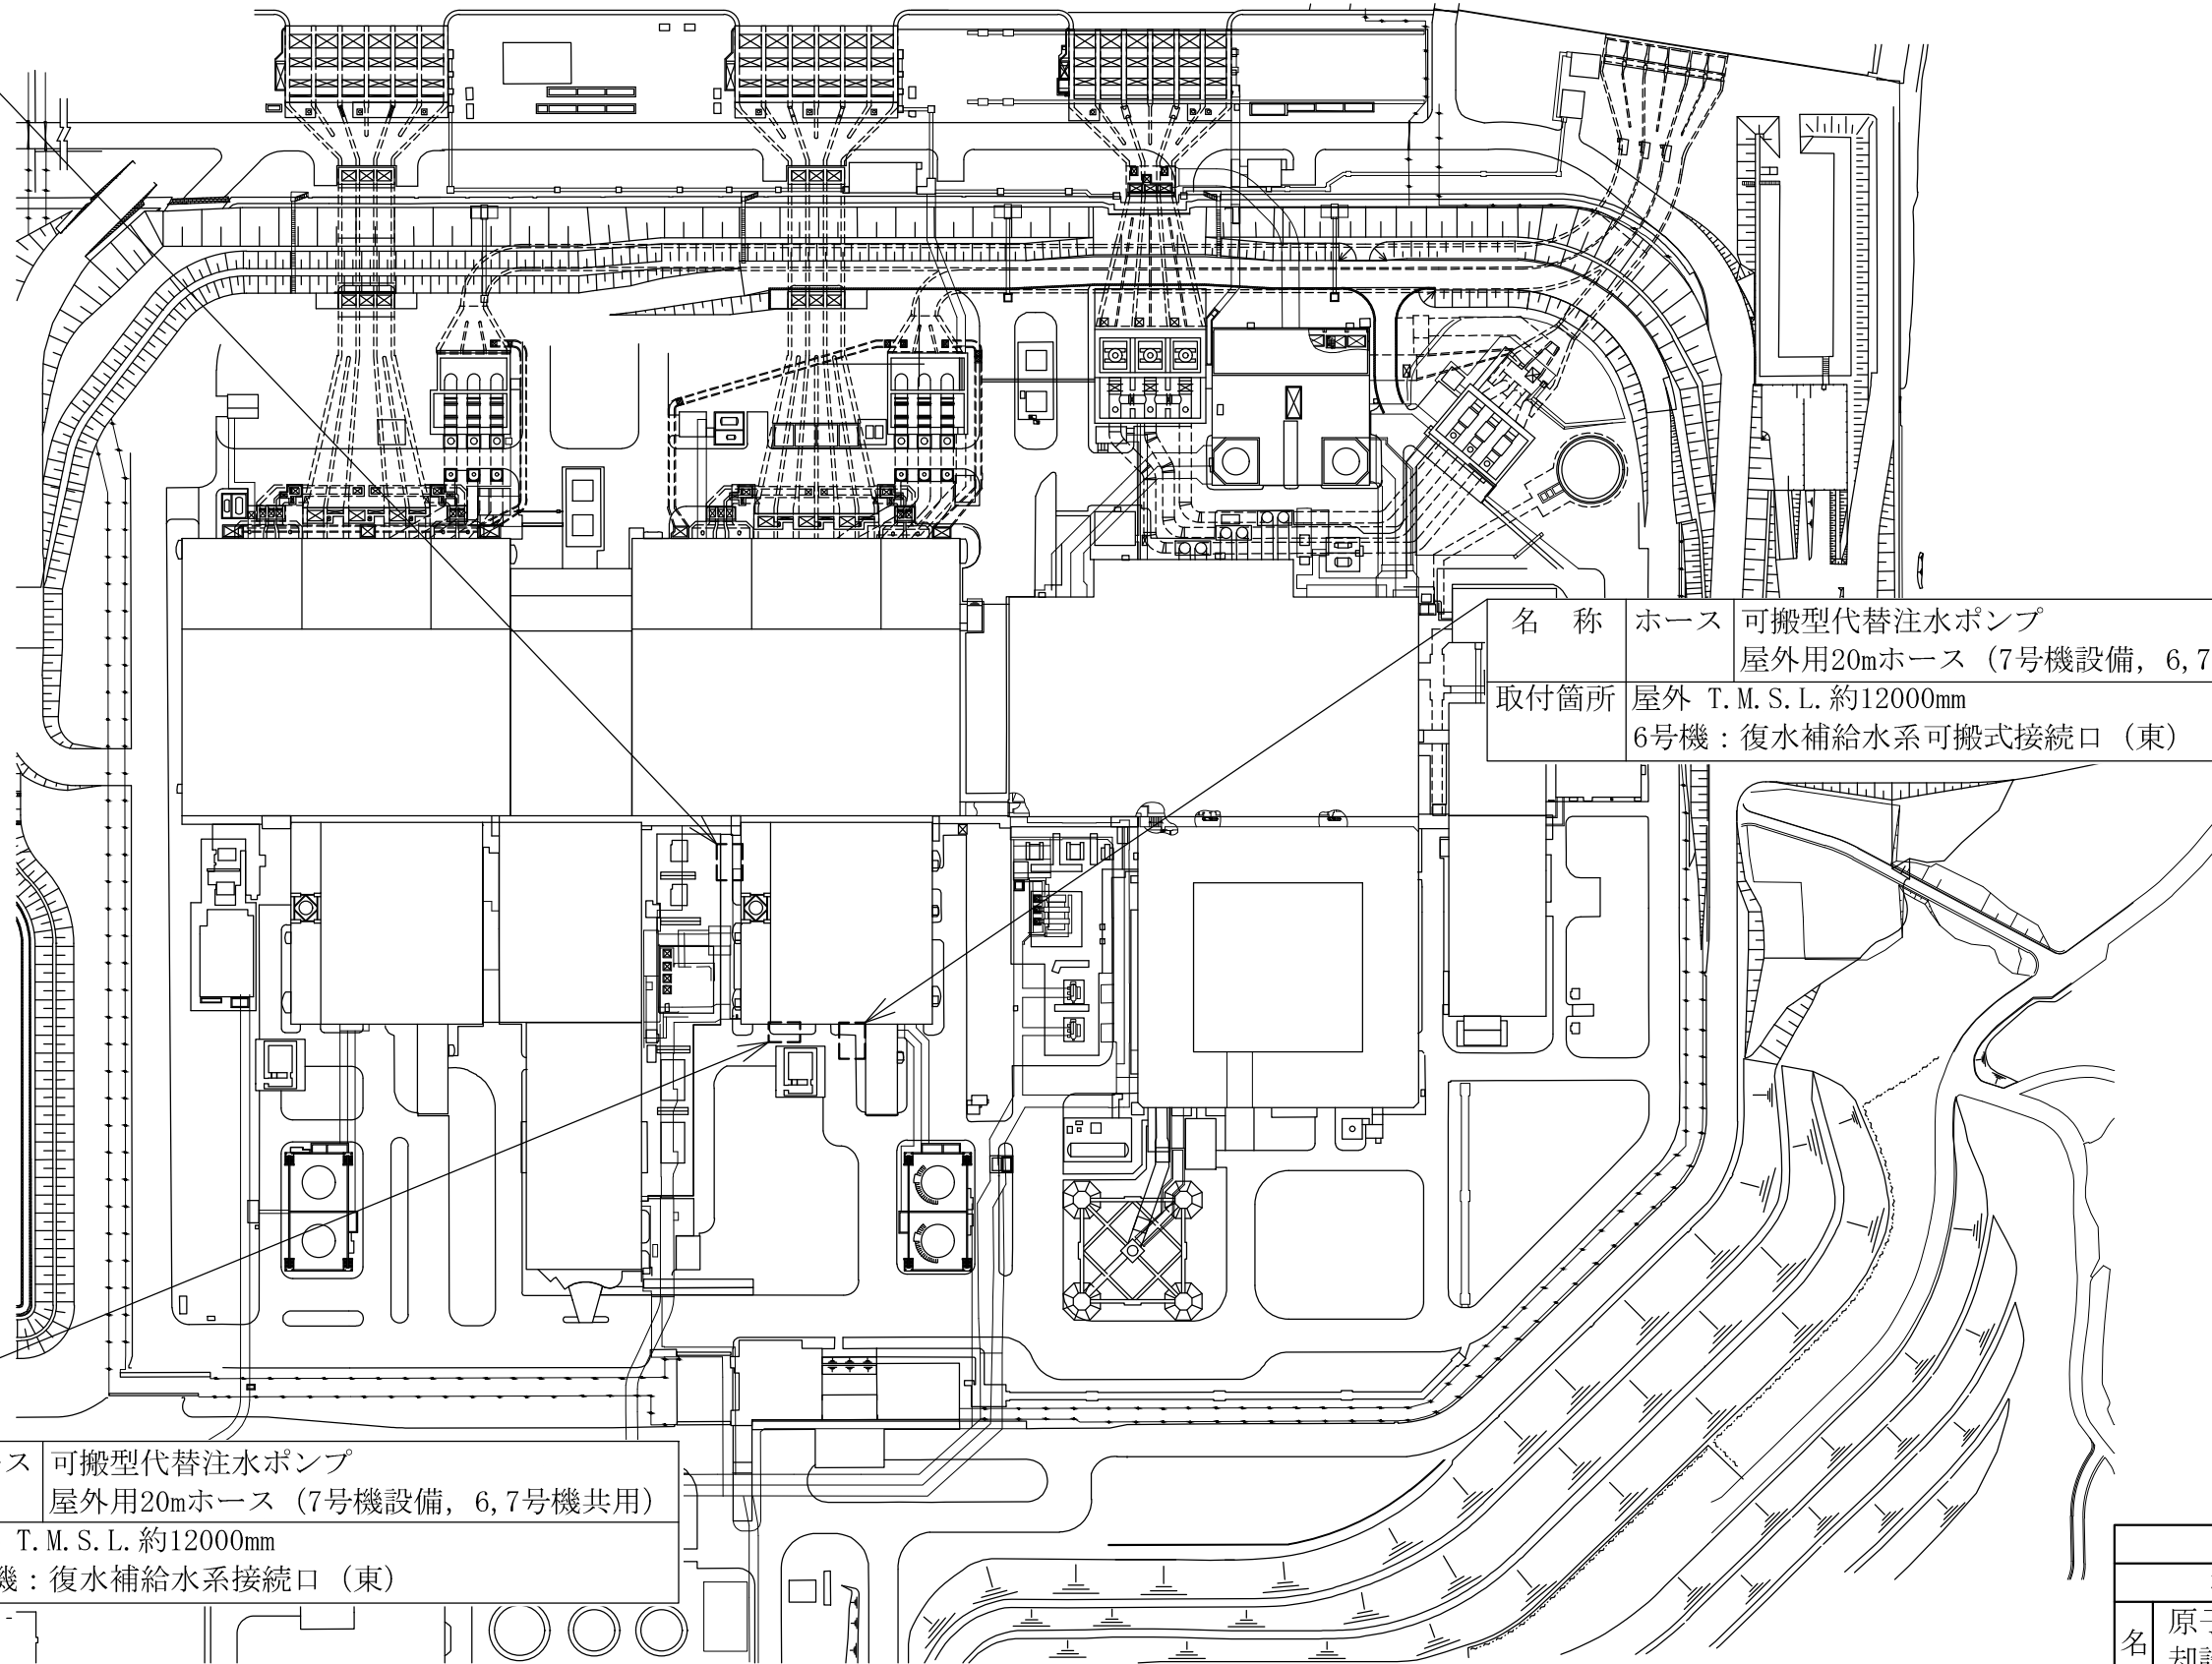 名 称 ホース 可搬型代替注水ポンプ
屋外用20mホース（7号機設備，6,7
取付箇所 屋外 T.M.S.L.約12000mm
6号機：復水補給水系可搬式接続口（東）
ース 可搬型代替注水ポンプ
屋外用20mホース（7号機設備，6,7号機共用）
T.M.S.L.約12000mm
機：復水補給水系接続口（東）
名 原子
却設